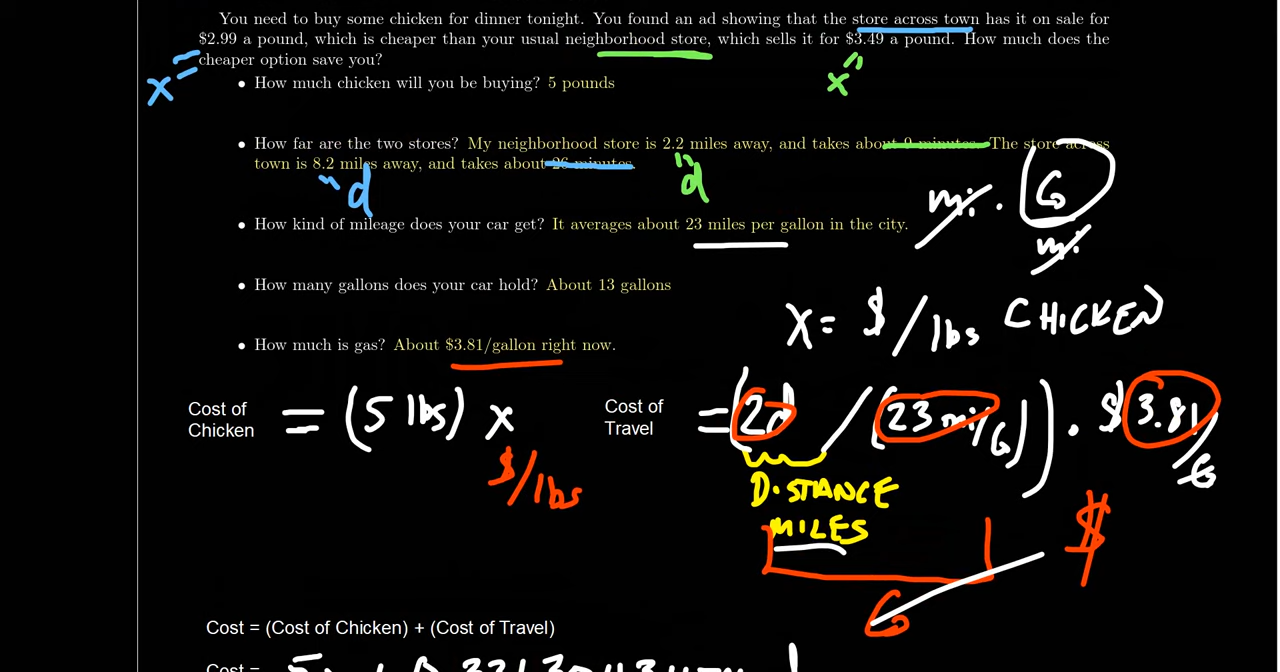 You need to buy some chicken for dinner tonight. You found an ad showing that the store across town has it on sale for
$2.99 a pound, which is cheaper than your usual neighborhood store, which sells it for $3.49 a pound. How much does the
cheaper option save you?
x
x
• How much chicken will you be buying? 5 pounds
• How far are the two stores? My neighborhood store is 2.2 miles away, and takes about 9 minutes. The store across
town is 8.2 miles away, and takes about 26 minutes.
d
d
mi. · G
mi
• How kind of mileage does your car get? It averages about 23 miles per gallon in the city.
• How many gallons does your car hold? About 13 gallons
x = $/lbs CHICKEN
• How much is gas? About $3.81/gallon right now.
Cost of
Chicken
= (5 lbs) x
$/lbs
Cost of
Travel
= (2d / (23 mi/G)) · $3.81/G
DISTANCE
MILES
$
G
Cost = (Cost of Chicken) + (Cost of Travel)
Cost =